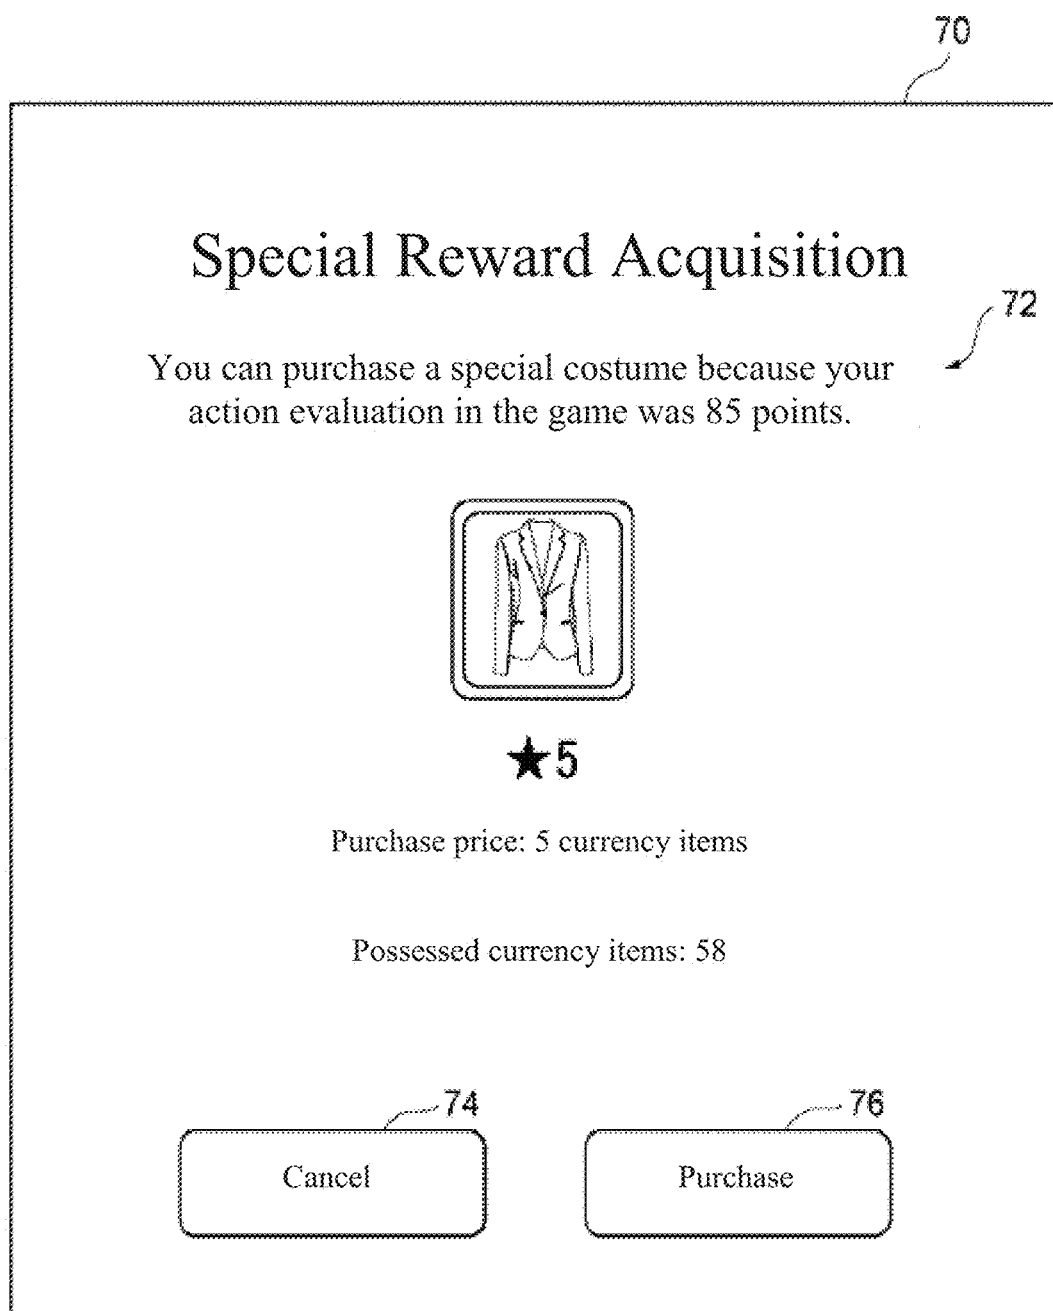 70
Special Reward Acquisition
72
You can purchase a special costume because your
action evaluation in the game was 85 points.
★5
Purchase price: 5 currency items
Possessed currency items: 58
74
76
Cancel
Purchase